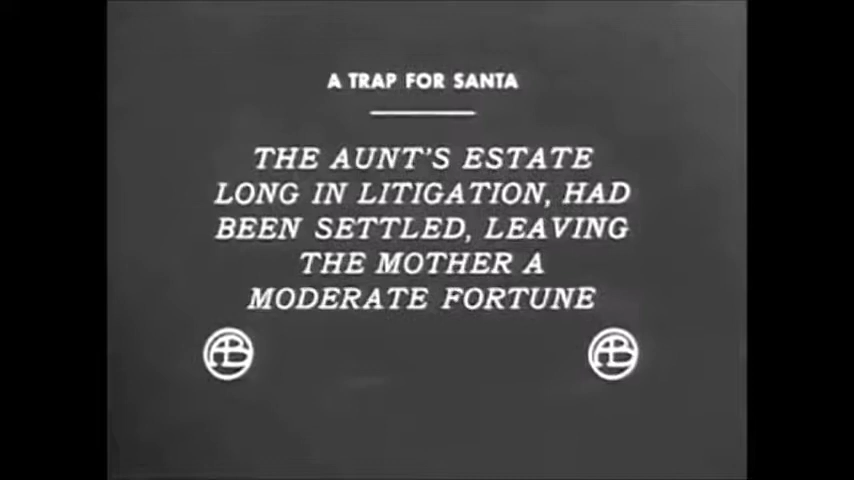 A TRAP FOR SANTA
THE AUNT'S ESTATE
LONG IN LITIGATION, HAD
BEEN SETTLED, LEAVING
THE MOTHER A
MODERATE FORTUNE
AB AB